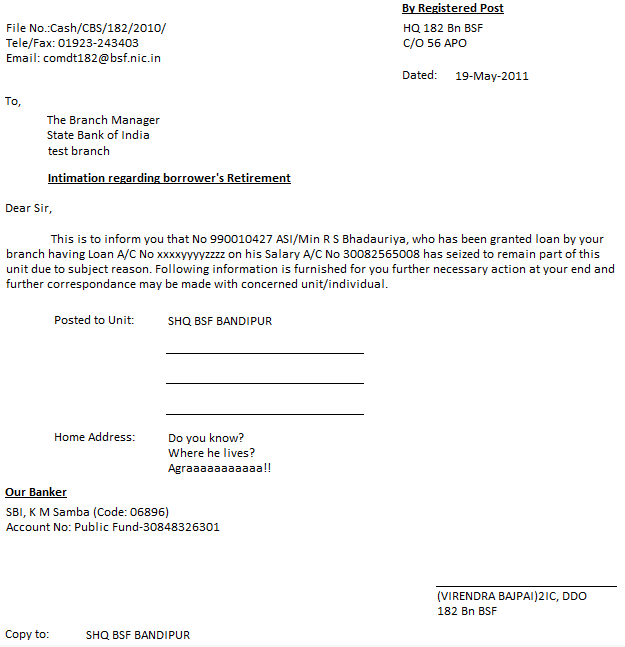 By Registered Post
File No.:Cash/CBS/182/2010/
HQ 182 Bn BSF
Tele/Fax: 01923-243403
C/O 56 APO
Email: comdt182@bsf.nic.in
Dated: 19-May-2011
To,
The Branch Manager
State Bank of India
test branch
Intimation regarding borrower's Retirement
Dear Sir,
This is to inform you that No 990010427 ASI/Min R S Bhadauriya, who has been granted loan by your
branch having Loan A/C No xxxxyyyyzzzz on his Salary A/C No 30082565008 has seized to remain part of this
unit due to subject reason. Following information is furnished for you further necessary action at your end and
further correspondance may be made with concerned unit/individual.
Posted to Unit: SHQ BSF BANDIPUR
Home Address: Do you know?
Where he lives?
Agraaaaaaaaaaa!!
Our Banker
SBI, K M Samba (Code: 06896)
Account No: Public Fund-30848326301
(VIRENDRA BAJPAI)2IC, DDO
182 Bn BSF
Copy to: SHQ BSF BANDIPUR